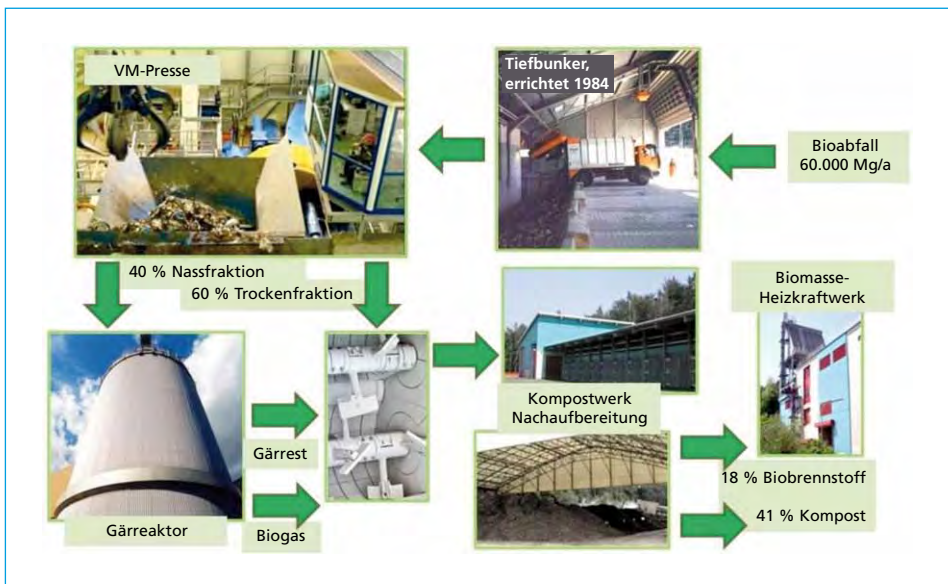 VM-Presse
Tiefbunker,
errichtet 1984
Bioabfall
60.000 Mg/a
40 % Nassfraktion
60 % Trockenfraktion
Biomasse-
Heizkraftwerk
Kompostwerk
Nachaufbereitung
Gärrest
18 % Biobrennstoff
Gärreaktor
Biogas
41 % Kompost